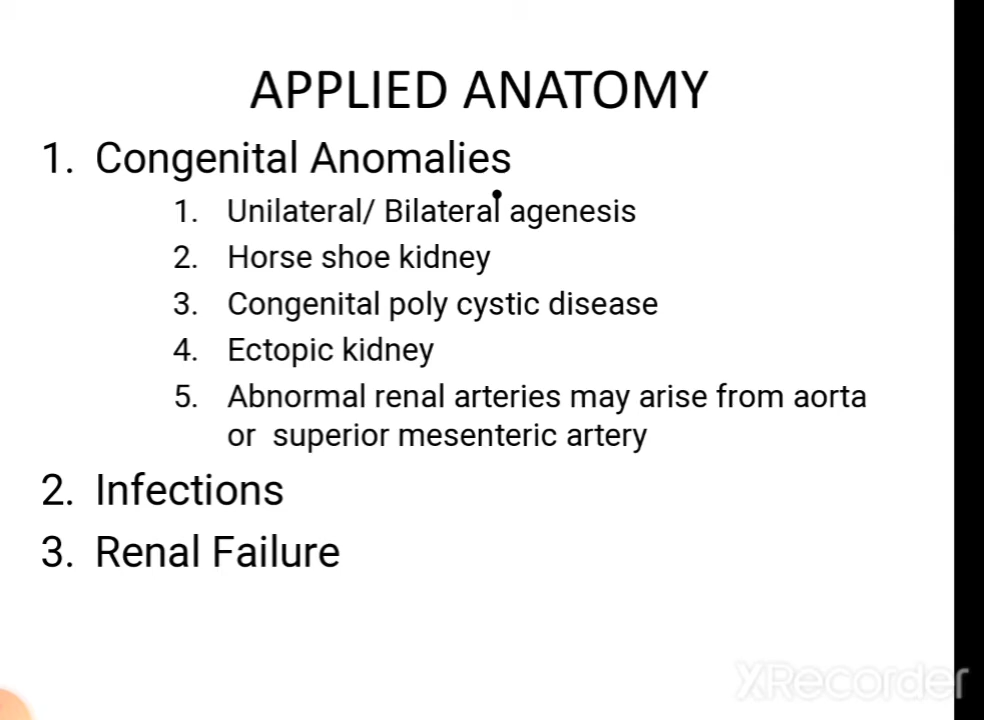 APPLIED ANATOMY
1. Congenital Anomalies
1. Unilateral/ Bilateral agenesis
2. Horse shoe kidney
3. Congenital poly cystic disease
4. Ectopic kidney
5. Abnormal renal arteries may arise from aorta
or superior mesenteric artery
2. Infections
3. Renal Failure
XRecorder